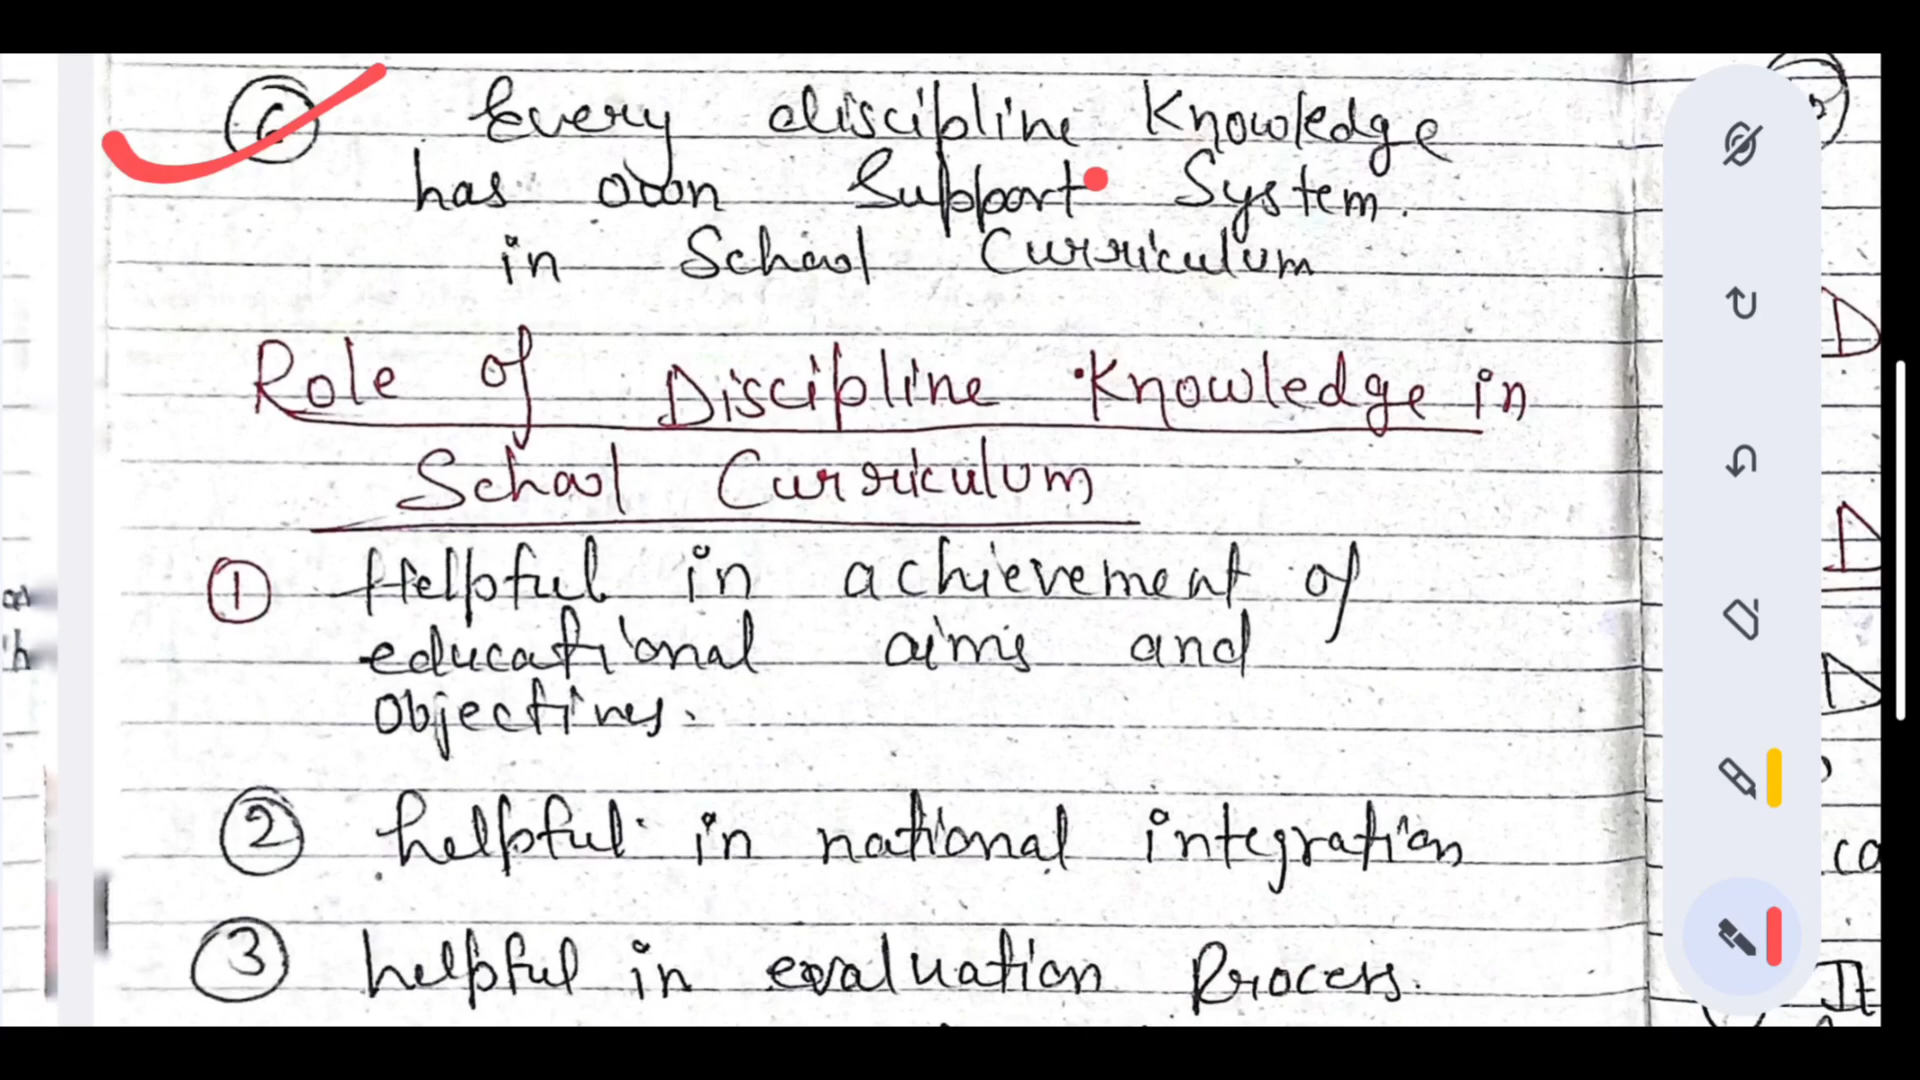 6 Every discipline Knowledge
has own Support System.
in School Curriculum
Role of Discipline Knowledge in
School Curriculum
1 Helpful in achievement of
educational aims and
Objectives.
2 helpful in national integration
3 helpful in evaluation Process.